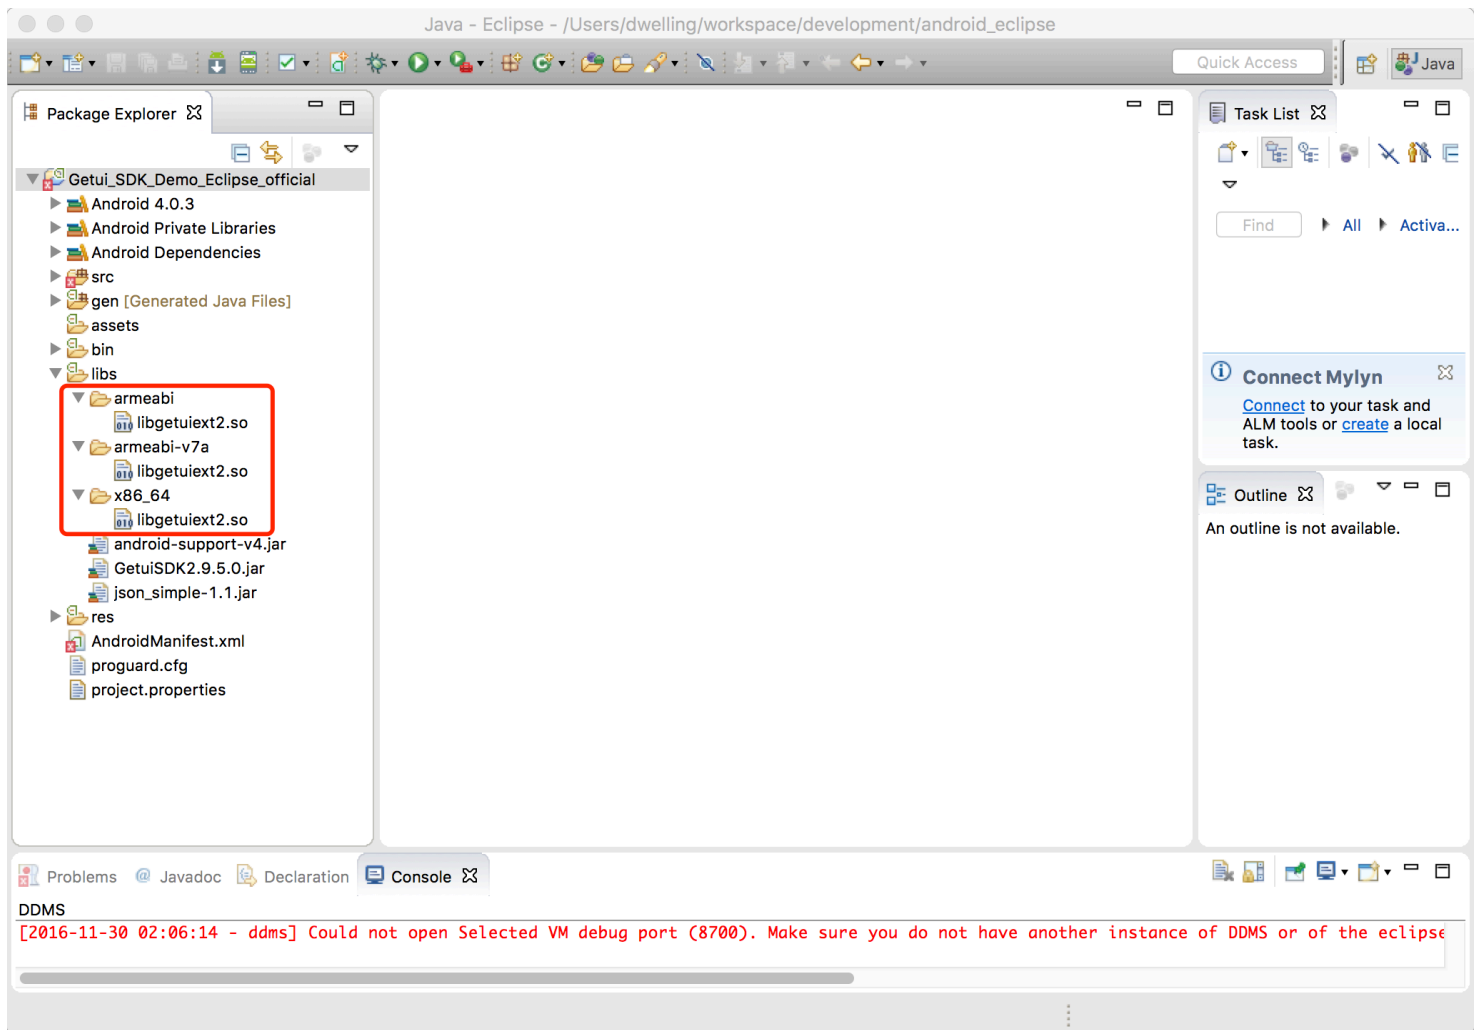 Java - Eclipse - /Users/dwelling/workspace/development/android_eclipse
Quick Access
Java
Package Explorer
Getui_SDK_Demo_Eclipse_official
Android 4.0.3
Android Private Libraries
Android Dependencies
src
gen [Generated Java Files]
assets
bin
libs
armeabi
libgetuiext2.so
armeabi-v7a
libgetuiext2.so
x86_64
libgetuiext2.so
android-support-v4.jar
GetuiSDK2.9.5.0.jar
json_simple-1.1.jar
res
AndroidManifest.xml
proguard.cfg
project.properties
Task List
Find
All
Activa...
Connect Mylyn
Connect to your task and
ALM tools or create a local
task.
Outline
An outline is not available.
Problems
@ Javadoc
Declaration
Console
DDMS
[2016-11-30 02:06:14 - ddms] Could not open Selected VM debug port (8700). Make sure you do not have another instance of DDMS or of the eclipse